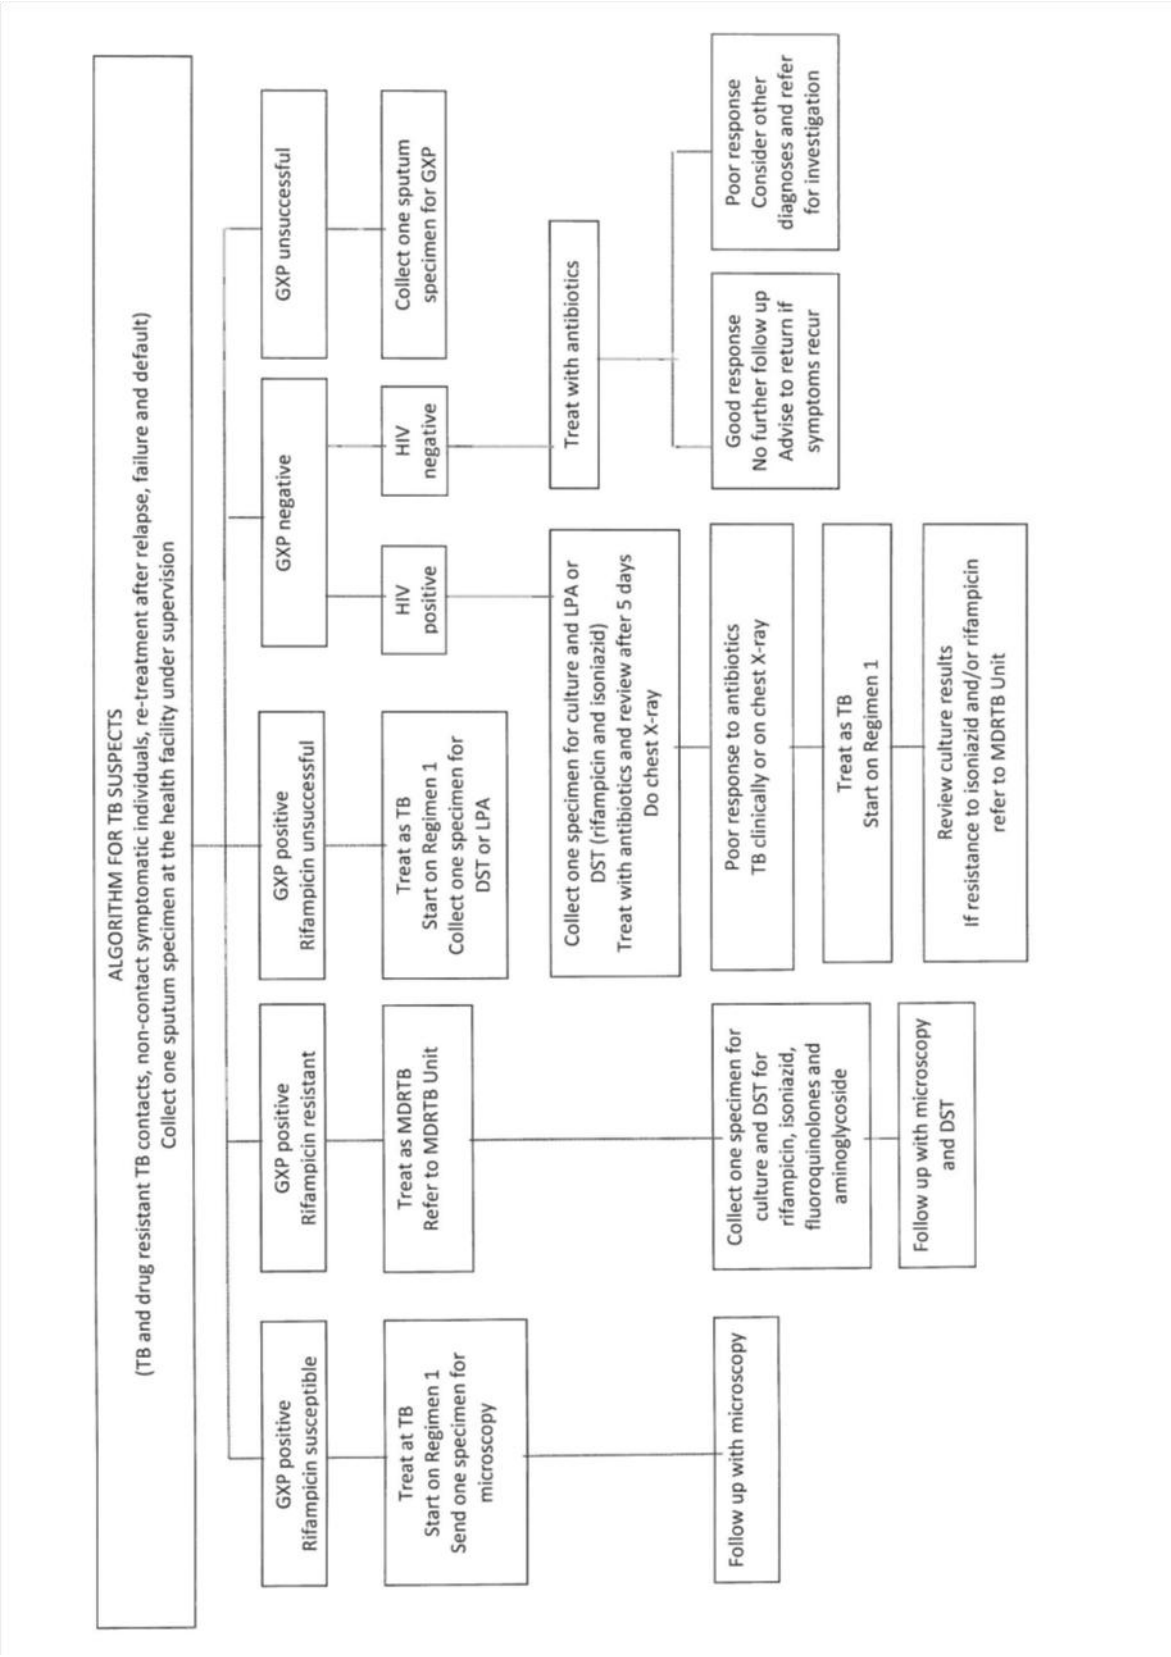 ALGORITHM FOR TB SUSPECTS
(TB and drug resistant TB contacts, non-contact symptomatic individuals, re-treatment after relapse, failure and default)
Collect one sputum specimen at the health facility under supervision
GXP positive
Rifampicin susceptible
GXP positive
Rifampicin resistant
GXP positive
Rifampicin unsuccessful
GXP negative
GXP unsuccessful
Treat at TB
Start on Regimen 1
Send one specimen for
microscopy
Treat as MDRTB
Refer to MDRTB Unit
Treat as TB
Start on Regimen 1
Collect one specimen for
DST or LPA
HIV
positive
HIV
negative
Collect one sputum
specimen for GXP
Collect one specimen for culture and LPA or
DST (rifampicin and isoniazid)
Treat with antibiotics and review after 5 days
Do chest X-ray
Treat with antibiotics
Follow up with microscopy
Collect one specimen for
culture and DST for
rifampicin, isoniazid,
fluoroquinolones and
aminoglycoside
Poor response to antibiotics
TB clinically or on chest X-ray
Good response
No further follow up
Advise to return if
symptoms recur
Poor response
Consider other
diagnoses and refer
for investigation
Treat as TB
Start on Regimen 1
Follow up with microscopy
and DST
Review culture results
If resistance to isoniazid and/or rifampicin
refer to MDRTB Unit